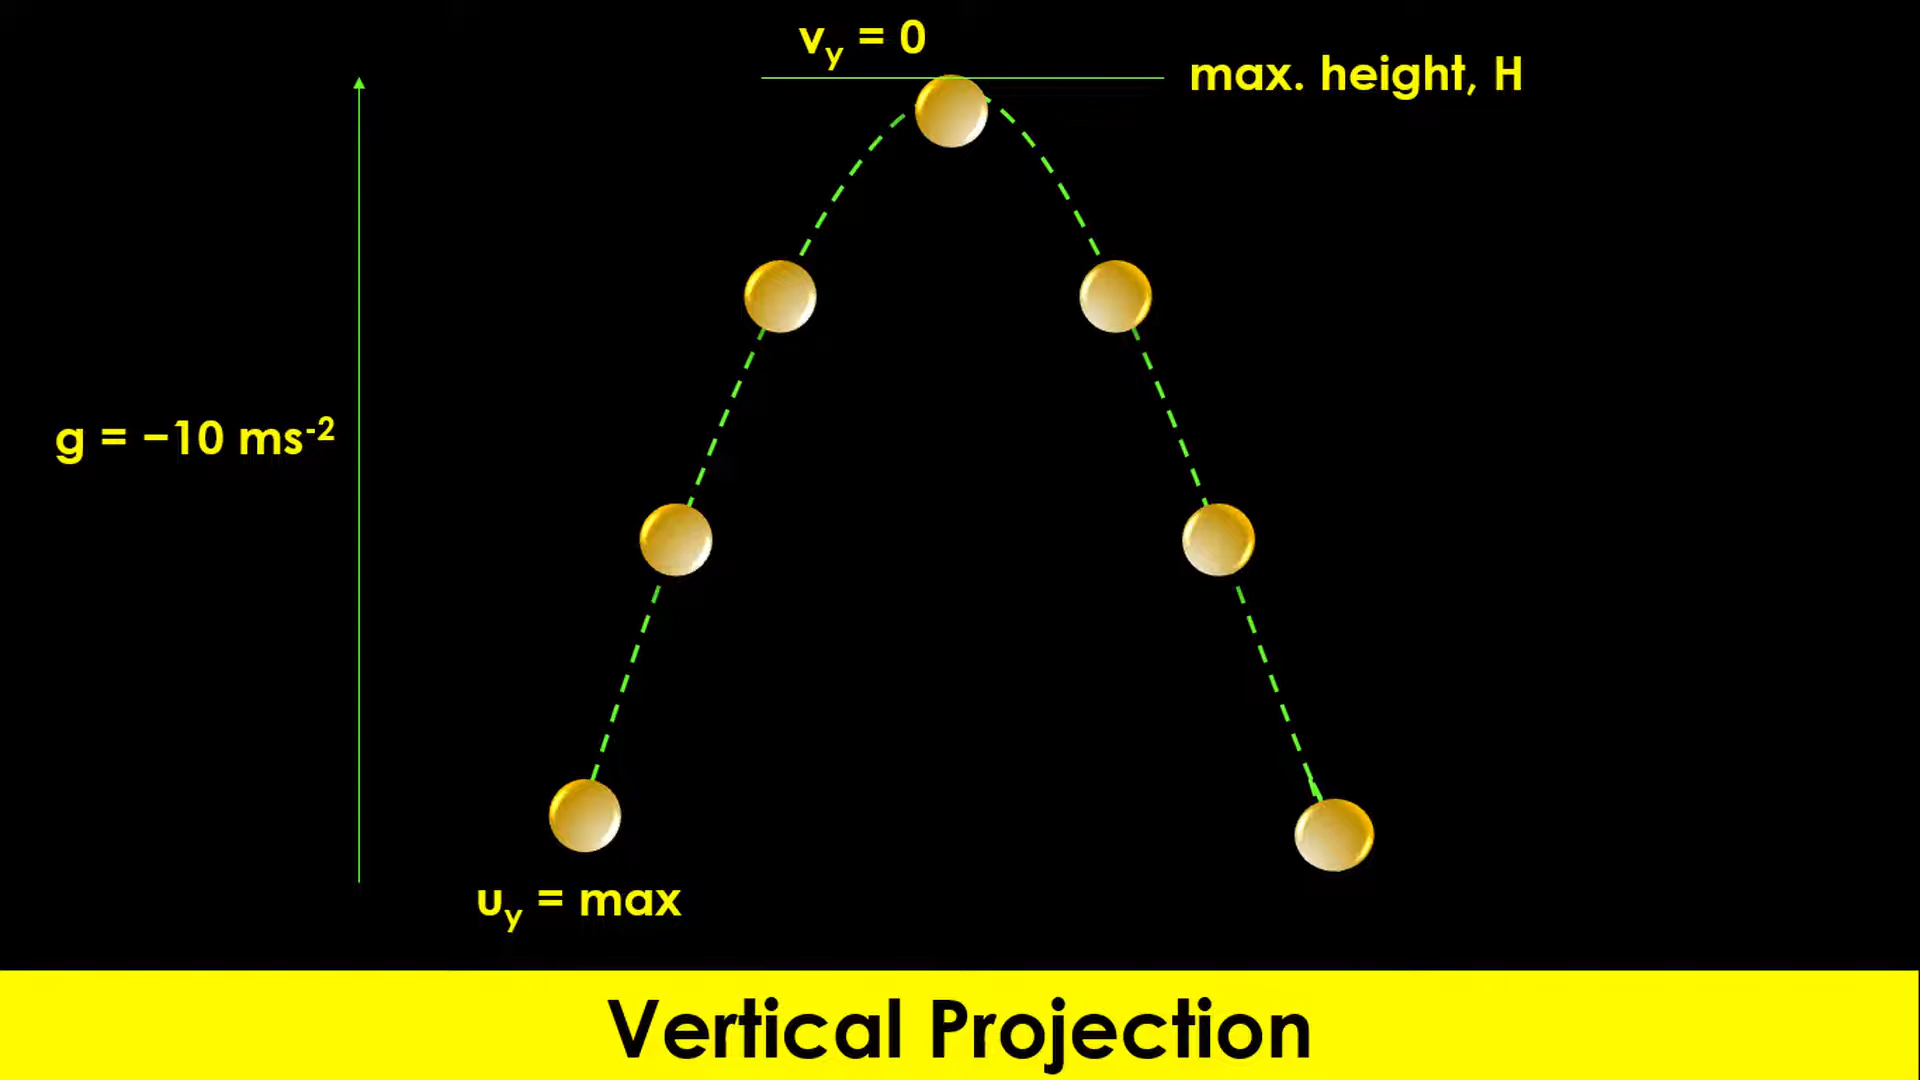 vy = 0
max. height, H
g = −10 ms-2
uy = max
Vertical Projection